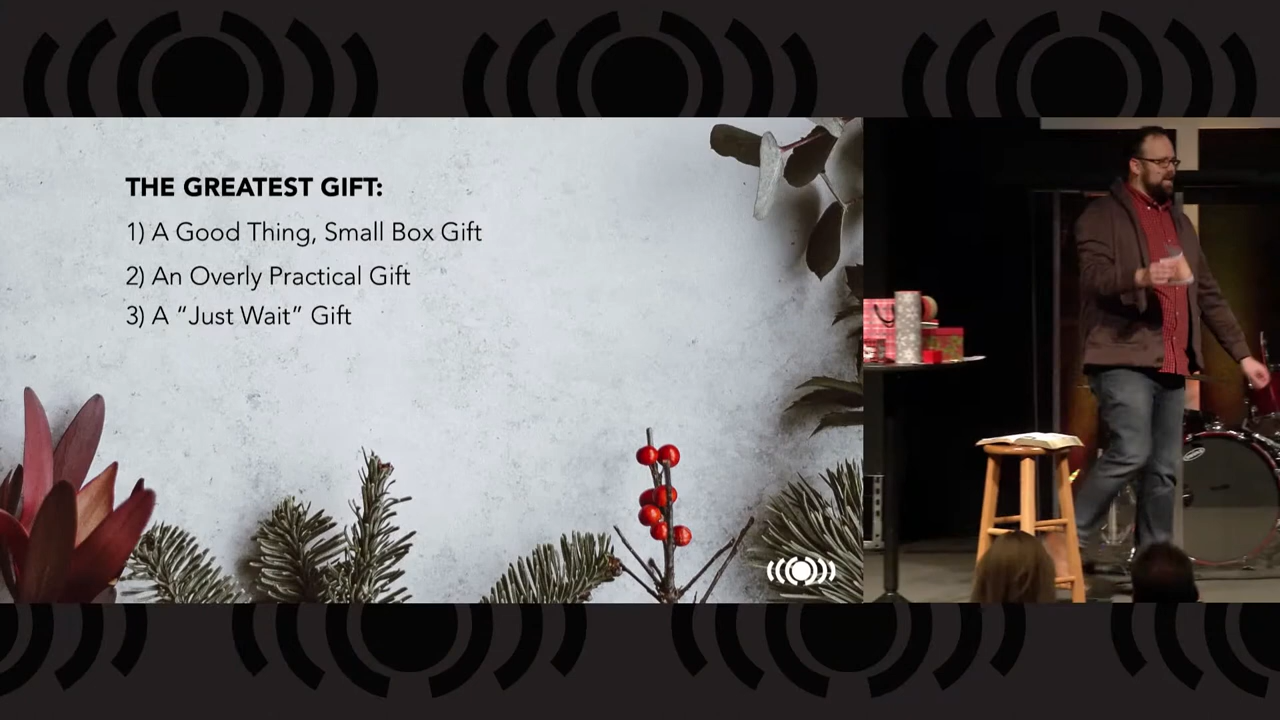 THE GREATEST GIFT:
1) A Good Thing, Small Box Gift
2) An Overly Practical Gift
3) A “Just Wait” Gift